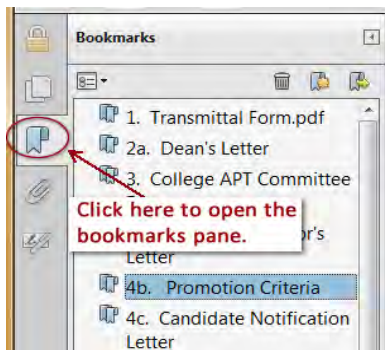 Bookmarks
1. Transmittal Form.pdf
2a. Dean's Letter
3. College APT Committee
Click here to open the
bookmarks pane.
Letter
4b. Promotion Criteria
4c. Candidate Notification
Letter